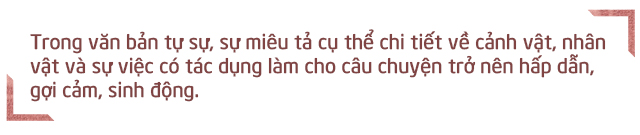 Trong văn bản tự sự, sự miêu tả cụ thể chi tiết về cảnh vật, nhân
vật và sự việc có tác dụng làm cho câu chuyện trở nên hấp dẫn,
gợi cảm, sinh động.